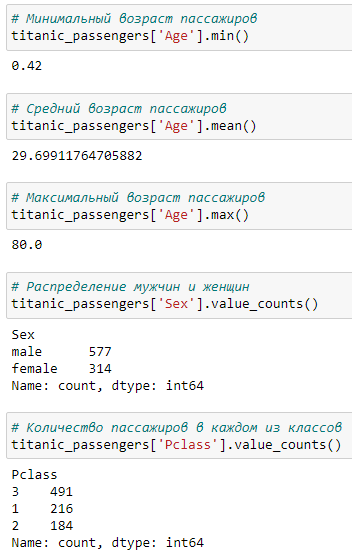 # Минимальный возраст пассажиров
titanic_passengers['Age'].min()
0.42
# Средний возраст пассажиров
titanic_passengers['Age'].mean()
29.69911764705882
# Максимальный возраст пассажиров
titanic_passengers['Age'].max()
80.0
# Распределение мужчин и женщин
titanic_passengers['Sex'].value_counts()
Sex
male      577
female    314
Name: count, dtype: int64
# Количество пассажиров в каждом из классов
titanic_passengers['Pclass'].value_counts()
Pclass
3    491
1    216
2    184
Name: count, dtype: int64